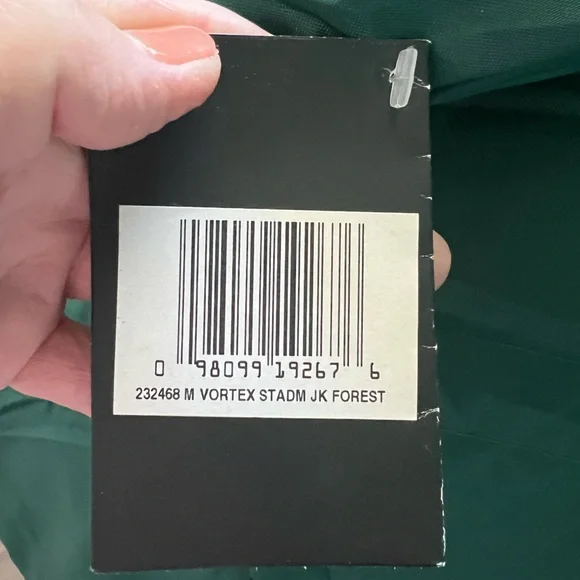 0 98099 19267 6
232468 M VORTEX STADM JK FOREST